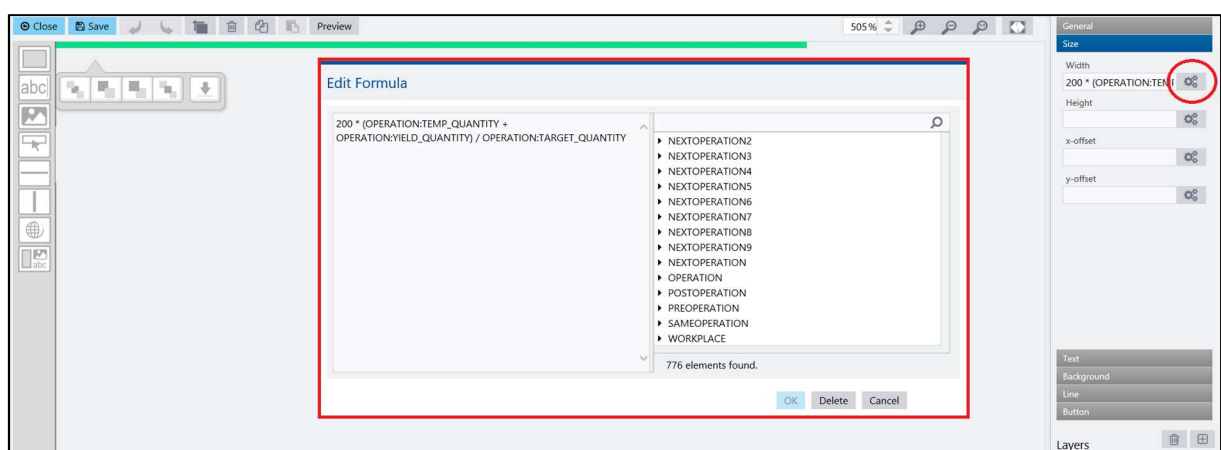 Close Save Preview 505%
General
Size
Width
200 * (OPERATION:TEMP
Height
x-offset
y-offset
abc
abc
Edit Formula
200 * (OPERATION:TEMP_QUANTITY +
OPERATION:YIELD_QUANTITY) / OPERATION:TARGET_QUANTITY
NEXTOPERATION2
NEXTOPERATION3
NEXTOPERATION4
NEXTOPERATION5
NEXTOPERATION6
NEXTOPERATION7
NEXTOPERATION8
NEXTOPERATION9
NEXTOPERATION
OPERATION
POSTOPERATION
PREOPERATION
SAMEOPERATION
WORKPLACE
776 elements found.
OK Delete Cancel
Text
Background
Line
Button
Layers